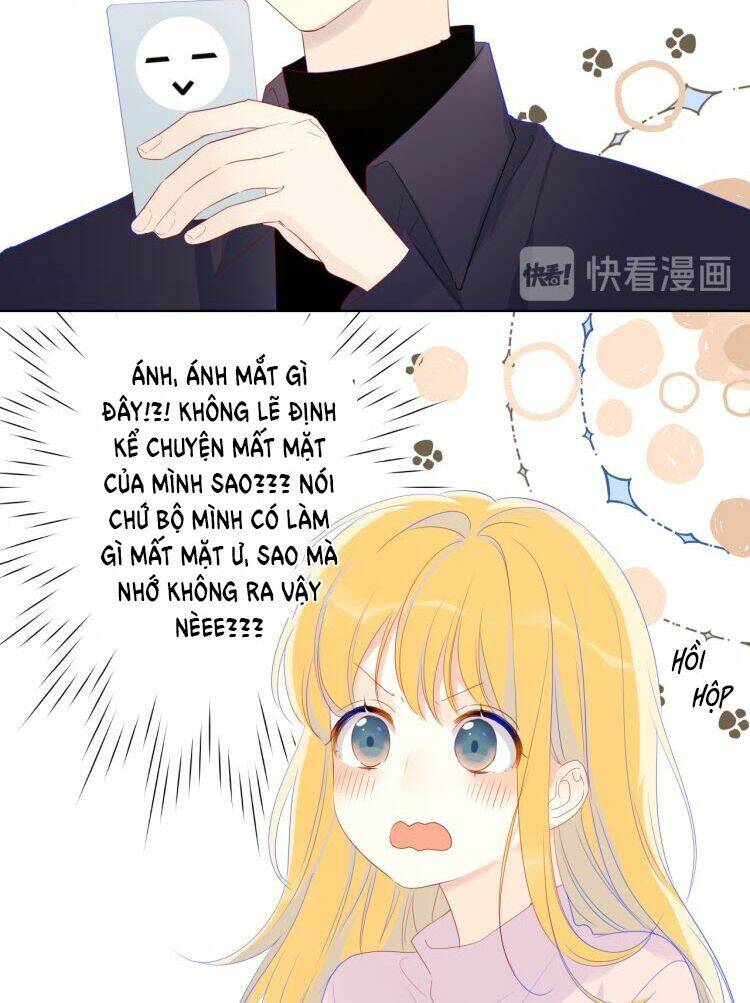 快看! 快看漫画
ÁNH, ÁNH MẮT GÌ
ĐÂY!?! KHÔNG LẼ ĐỊNH
KỂ CHUYỆN MẤT MẶT
CỦA MÌNH SAO??? NÓI
CHỨ BỘ MÌNH CÓ LÀM
GÌ MẤT MẶT Ư, SAO MÀ
NHỚ KHÔNG RA VẬY
NÈEE???
HỒI
HỘP